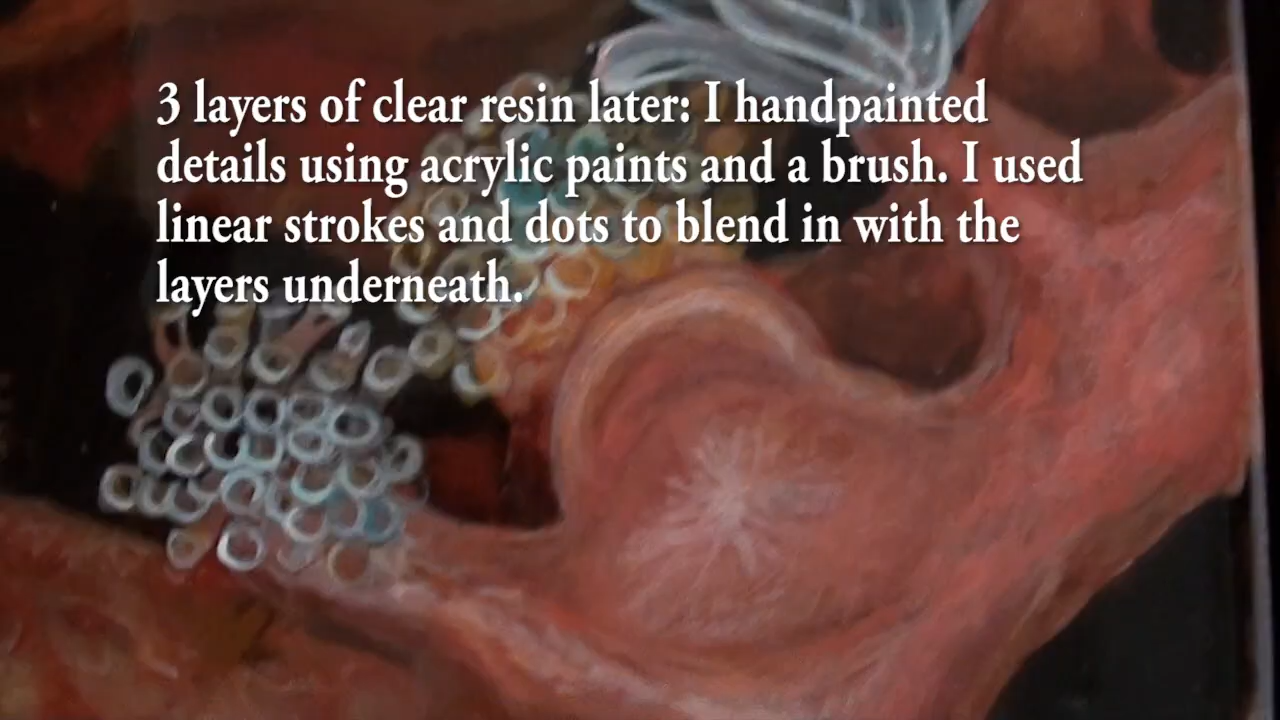 3 layers of clear resin later: I handpainted
details using acrylic paints and a brush. I used
linear strokes and dots to blend in with the
layers underneath.